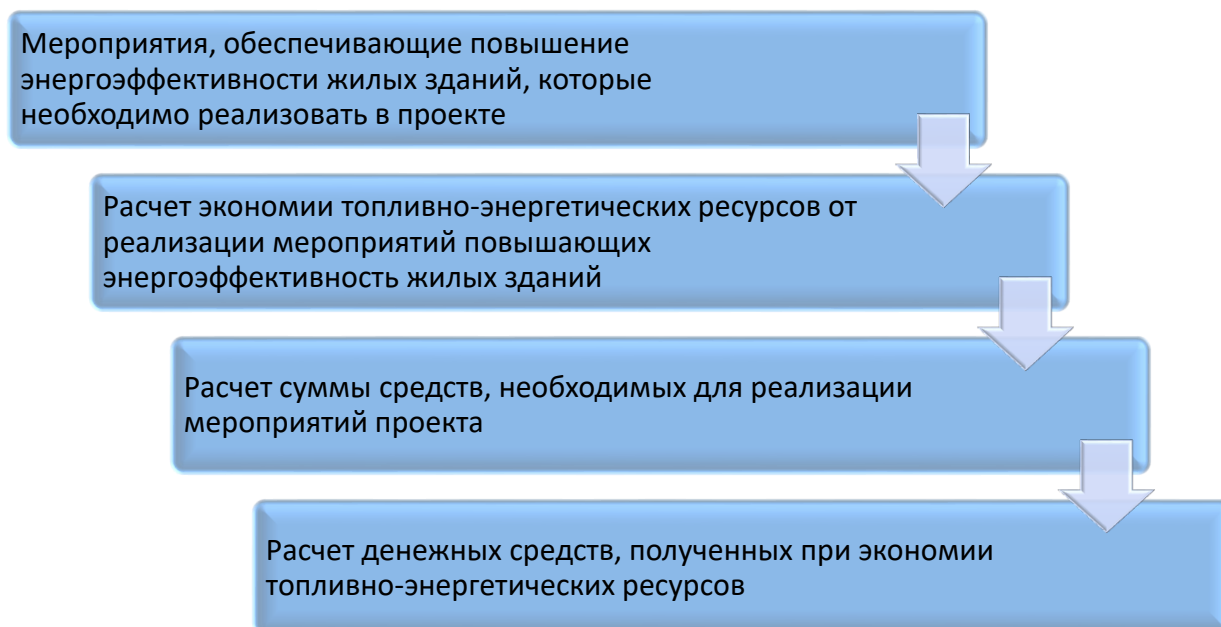 Мероприятия, обеспечивающие повышение
энергоэффективности жилых зданий, которые
необходимо реализовать в проекте
Расчет экономии топливно-энергетических ресурсов от
реализации мероприятий повышающих
энергоэффективность жилых зданий
Расчет суммы средств, необходимых для реализации
мероприятий проекта
Расчет денежных средств, полученных при экономии
топливно-энергетических ресурсов